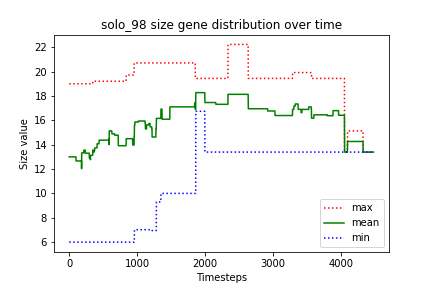 solo_98 size gene distribution over time
Size value
22
20
18
16
14
12
10
8
6
max
mean
min
0 1000 2000 3000 4000
Timesteps